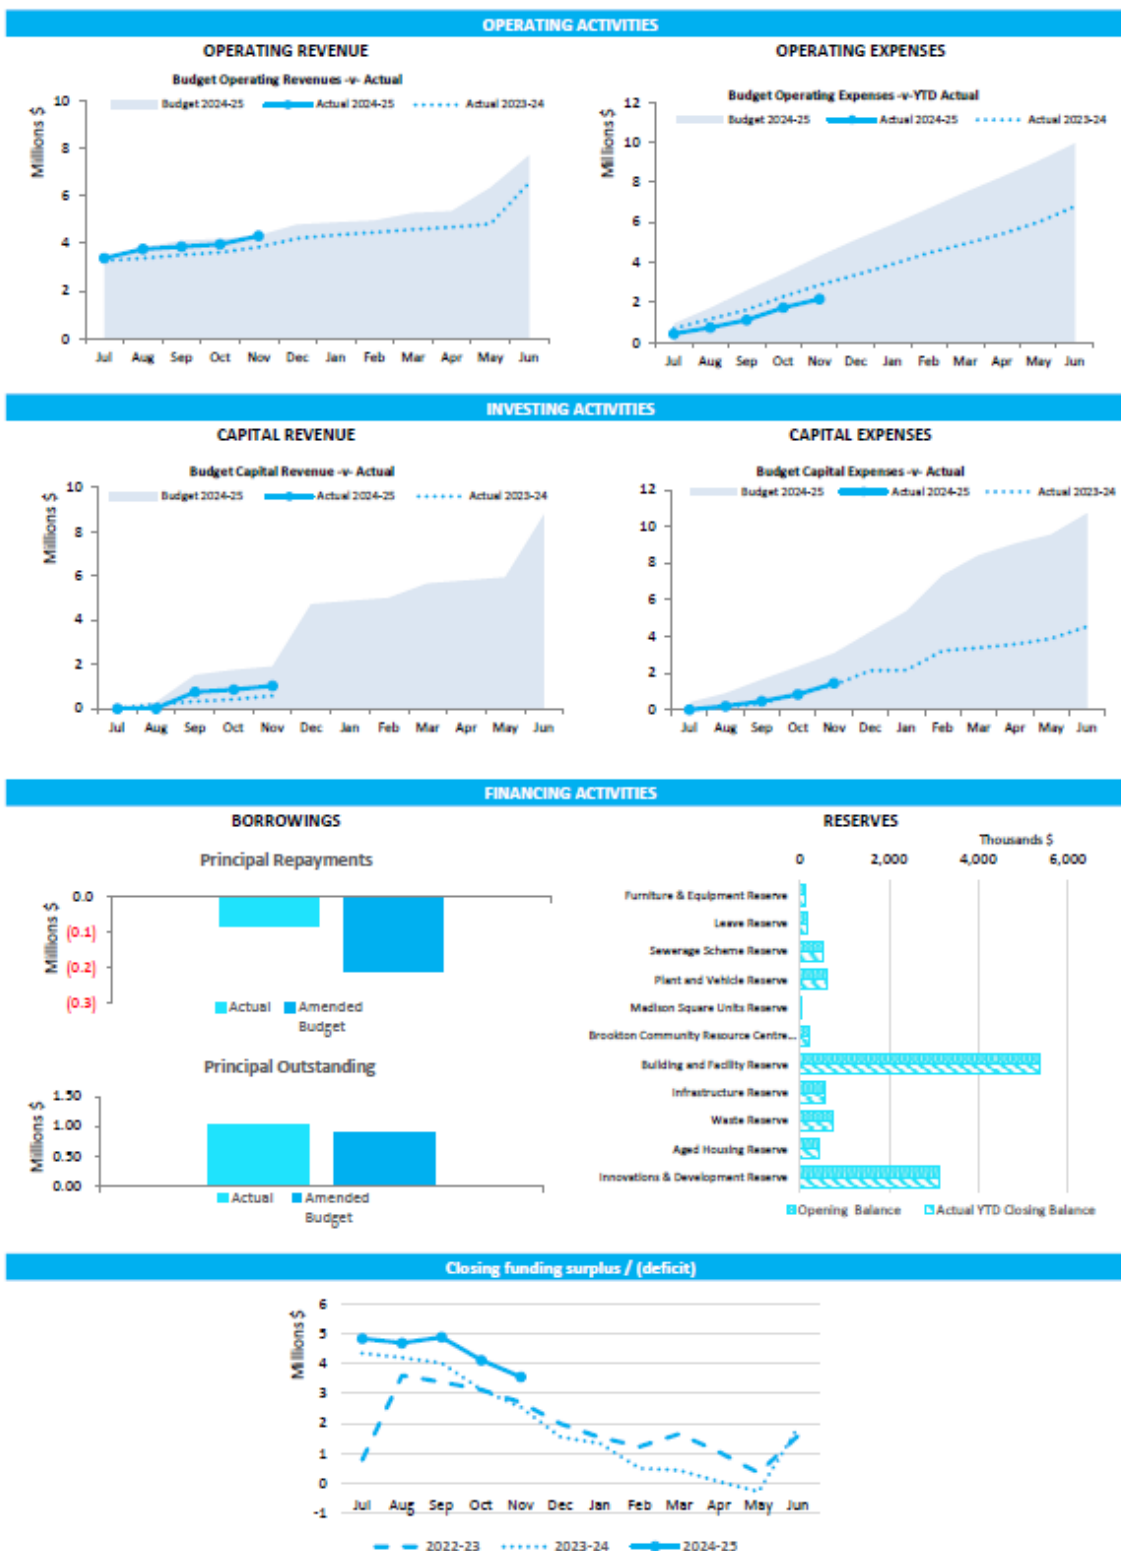 OPERATING ACTIVITIES
OPERATING REVENUE
Budget Operating Revenues -v- Actual
Budget 2024-25 Actual 2024-25 Actual 2023-24
Millions $
10
8
6
4
2
0
Jul Aug Sep Oct Nov Dec Jan Feb Mar Apr May Jun
OPERATING EXPENSES
Budget Operating Expenses -v-YTD Actual
Budget 2024-25 Actual 2024-25 Actual 2023-24
Millions $
12
10
8
6
4
2
0
Jul Aug Sep Oct Nov Dec Jan Feb Mar Apr May Jun
INVESTING ACTIVITIES
CAPITAL REVENUE
Budget Capital Revenue -v- Actual
Budget 2024-25 Actual 2024-25 Actual 2023-24
Millions $
10
8
6
4
2
0
Jul Aug Sep Oct Nov Dec Jan Feb Mar Apr May Jun
CAPITAL EXPENSES
Budget Capital Expenses -v- Actual
Budget 2024-25 Actual 2024-25 Actual 2023-24
Millions $
12
10
8
6
4
2
0
Jul Aug Sep Oct Nov Dec Jan Feb Mar Apr May Jun
FINANCING ACTIVITIES
BORROWINGS
Principal Repayments
Millions $
0.0
(0.1)
(0.2)
(0.3)
Actual Amended
Budget
Principal Outstanding
Millions $
1.50
1.00
0.50
0.00
Actual Amended
Budget
RESERVES
Thousands $
0 2,000 4,000 6,000
Furniture & Equipment Reserve
Leave Reserve
Sewerage Scheme Reserve
Plant and Vehicle Reserve
Madison Square Units Reserve
Brookton Community Resource Centre...
Building and Facility Reserve
Infrastructure Reserve
Waste Reserve
Aged Housing Reserve
Innovations & Development Reserve
Opening Balance Actual YTD Closing Balance
Closing funding surplus / (deficit)
Millions $
6
5
4
3
2
1
0
-1
Jul Aug Sep Oct Nov Dec Jan Feb Mar Apr May Jun
2022-23 2023-24 2024-25